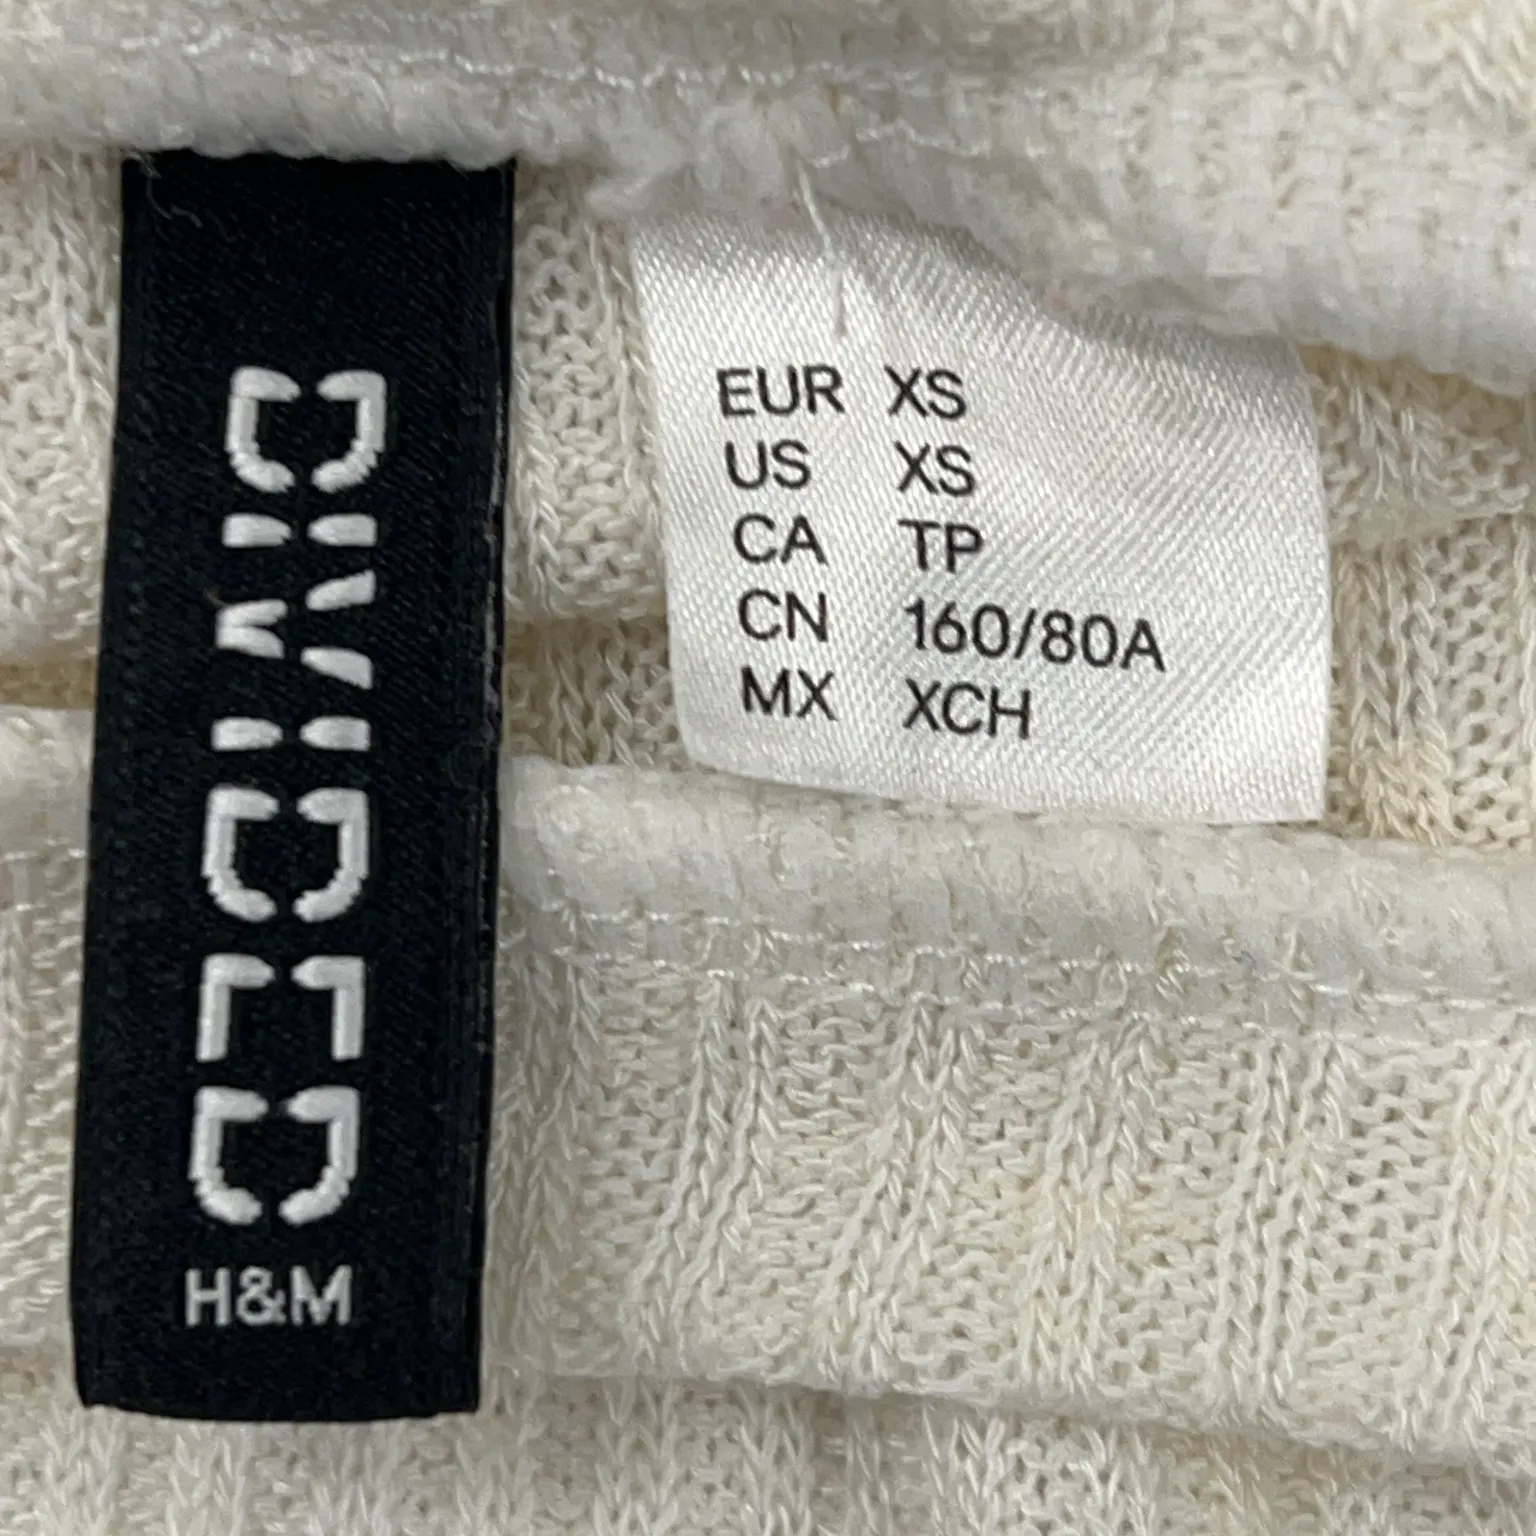 DIVIDED
H&M
EUR XS
US XS
CA TP
CN 160/80A
MX XCH